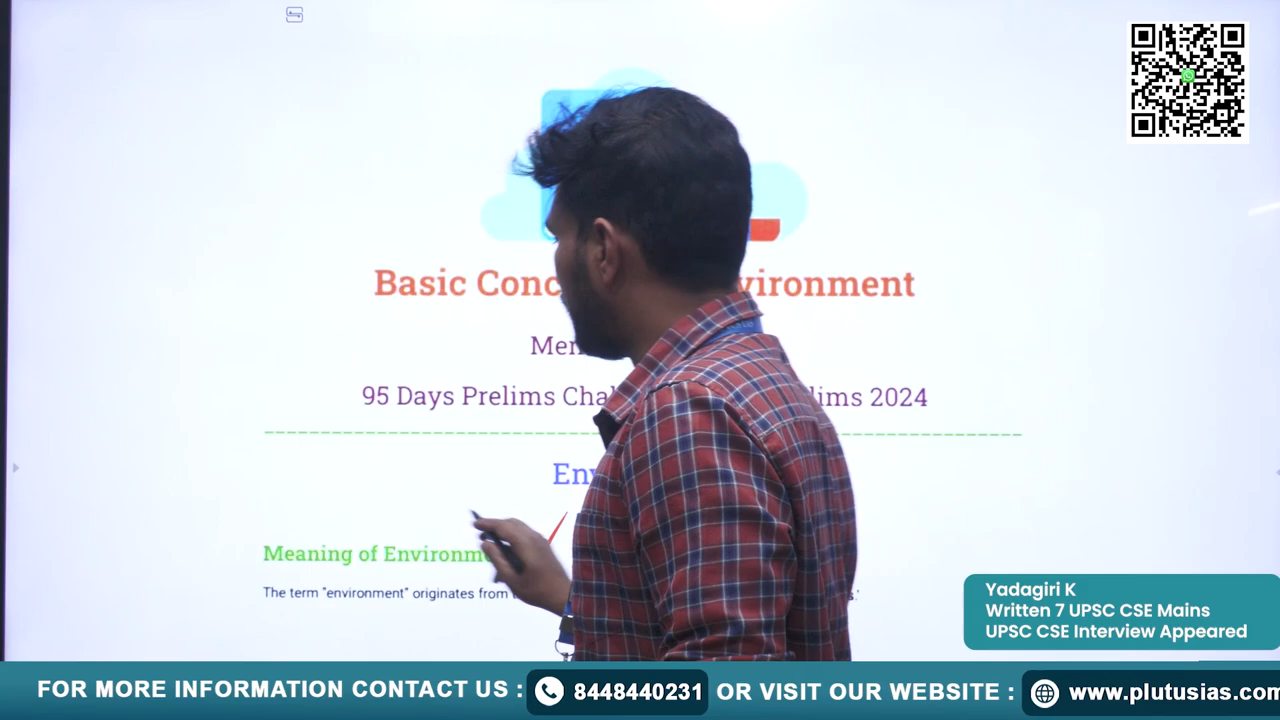 Basic Conc vironment
Men
95 Days Prelims Chal lims 2024
Env
Meaning of Environm
The term "environment" originates from
Yadagiri K
Written 7 UPSC CSE Mains
UPSC CSE Interview Appeared
FOR MORE INFORMATION CONTACT US : 8448440231 OR VISIT OUR WEBSITE : www.plutusias.com